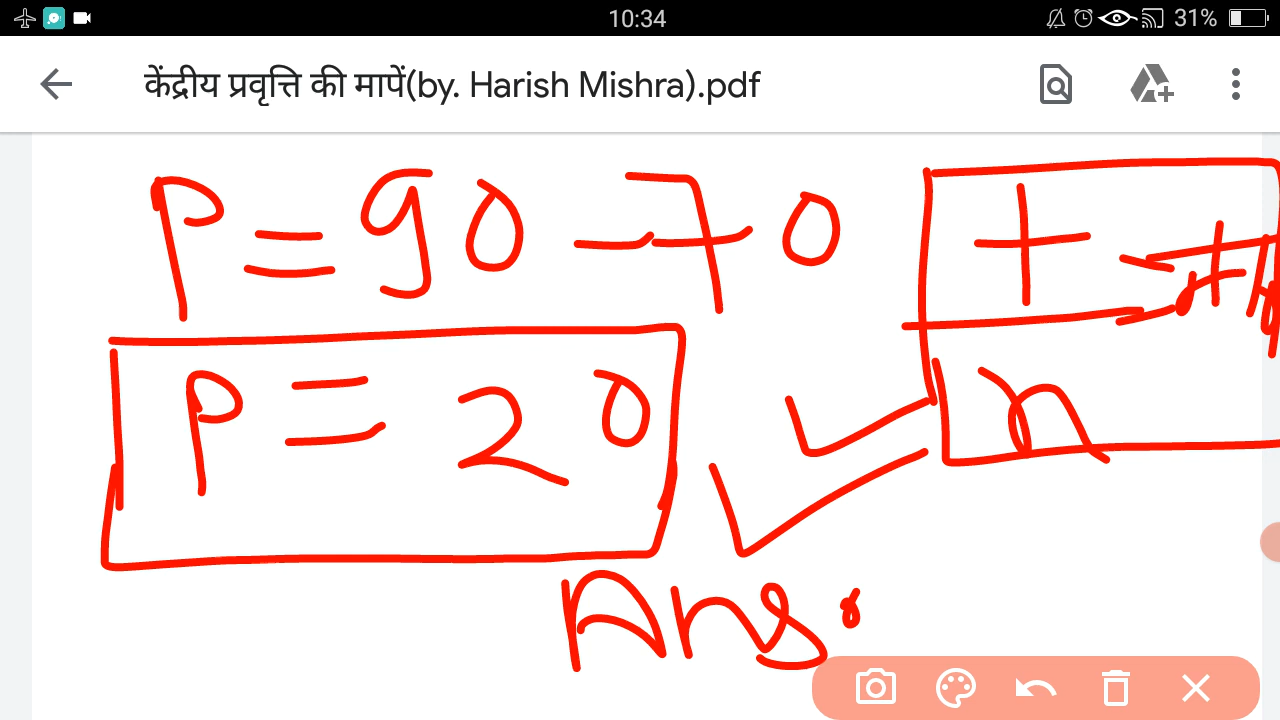 10:34
31%
केंद्रीय प्रवृत्ति की मापें(by. Harish Mishra).pdf
P = 90 - 70
P = 20
n
Ans.